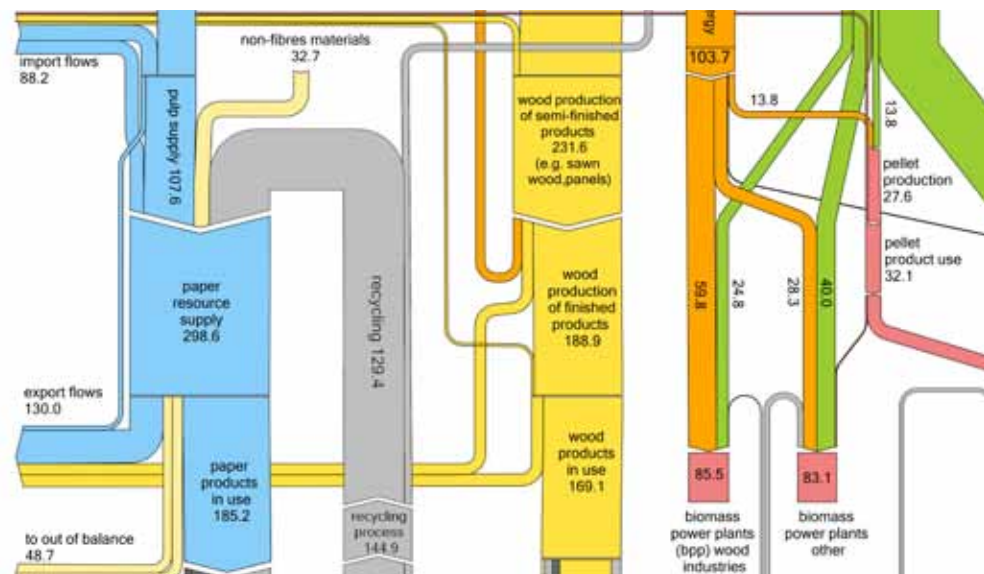 import flows
88.2
pulp supply 107.6
non-fibres materials
32.7
paper
resource
supply
298.6
export flows
130.0
paper
products
in use
185.2
to out of balance
48.7
recycling 129.4
recycling
process
144.9
wood production
of semi-finished
products
231.6
(e.g. sawn
wood,panels)
wood
production
of finished
products
188.9
wood
products
in use
169.1
103.7
13.8
13.8
pellet
production
27.6
pellet
product use
32.1
59.8
24.8
28.3
40.0
85.5
83.1
biomass
power plants
(bpp) wood
industries
biomass
power plants
other